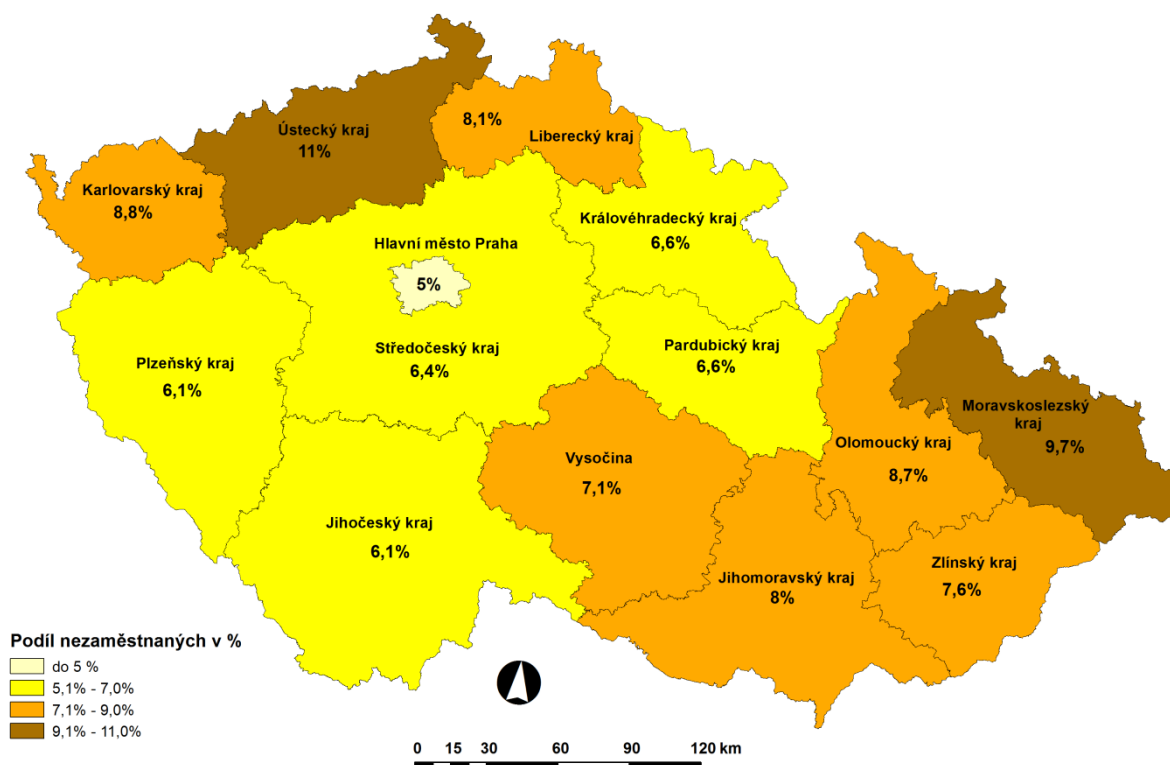 Ústecký kraj
11%
8,1%
Liberecký kraj
Karlovarský kraj
8,8%
Královéhradecký kraj
6,6%
Hlavní město Praha
5%
Středočeský kraj
6,4%
Plzeňský kraj
6,1%
Pardubický kraj
6,6%
Moravskoslezský
kraj
9,7%
Olomoucký kraj
8,7%
Vysočina
7,1%
Jihočeský kraj
6,1%
Jihomoravský kraj
8%
Zlínský kraj
7,6%
Podíl nezaměstnaných v %
do 5 %
5,1% - 7,0%
7,1% - 9,0%
9,1% - 11,0%
0 15 30 60 90 120 km